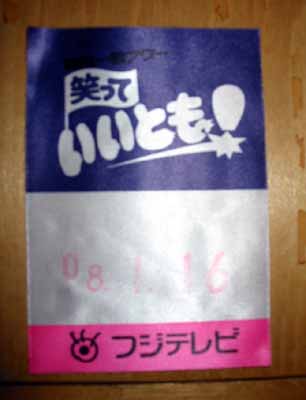 アワー
笑って
いいとも!
08.1.16
フジテレビ